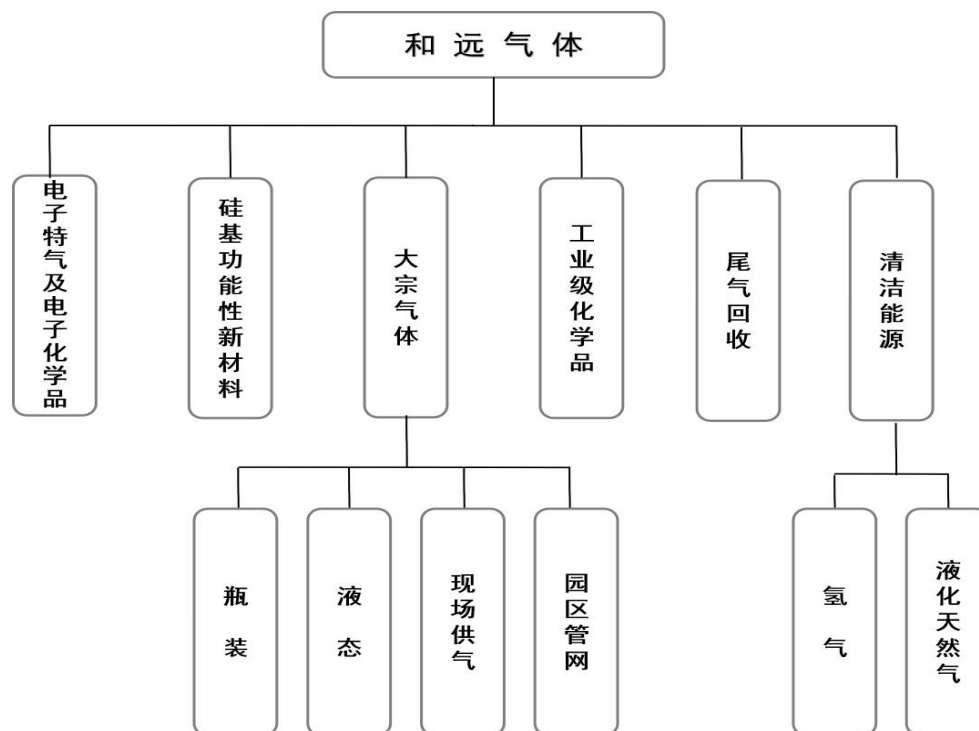 和远气体
电子特气及电子化学品
硅基功能性新材料
大宗气体
工业级化学品
尾气回收
清洁能源
瓶装
液态
现场供气
园区管网
氢气
液化天然气